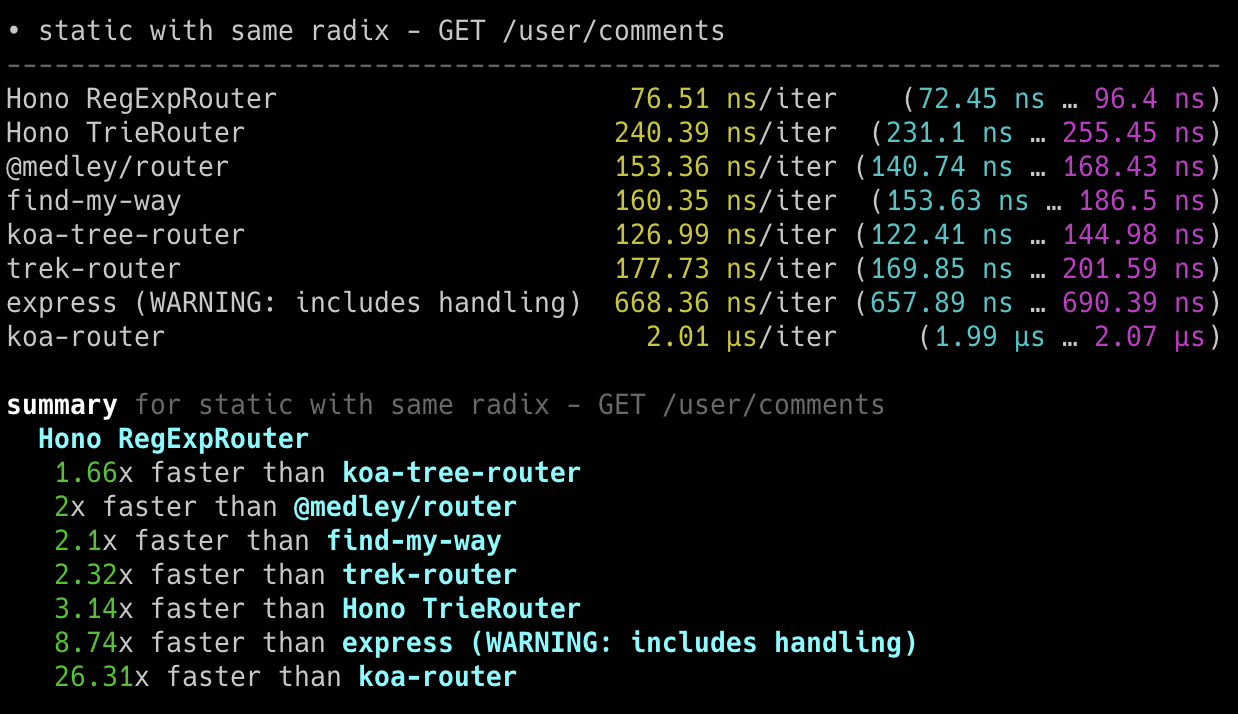 • static with same radix - GET /user/comments
----------------------------------------------------------------------------
Hono RegExpRouter 76.51 ns/iter (72.45 ns … 96.4 ns)
Hono TrieRouter 240.39 ns/iter (231.1 ns … 255.45 ns)
@medley/router 153.36 ns/iter (140.74 ns … 168.43 ns)
find-my-way 160.35 ns/iter (153.63 ns … 186.5 ns)
koa-tree-router 126.99 ns/iter (122.41 ns … 144.98 ns)
trek-router 177.73 ns/iter (169.85 ns … 201.59 ns)
express (WARNING: includes handling) 668.36 ns/iter (657.89 ns … 690.39 ns)
koa-router 2.01 µs/iter (1.99 µs … 2.07 µs)
summary for static with same radix - GET /user/comments
Hono RegExpRouter
1.66x faster than koa-tree-router
2x faster than @medley/router
2.1x faster than find-my-way
2.32x faster than trek-router
3.14x faster than Hono TrieRouter
8.74x faster than express (WARNING: includes handling)
26.31x faster than koa-router